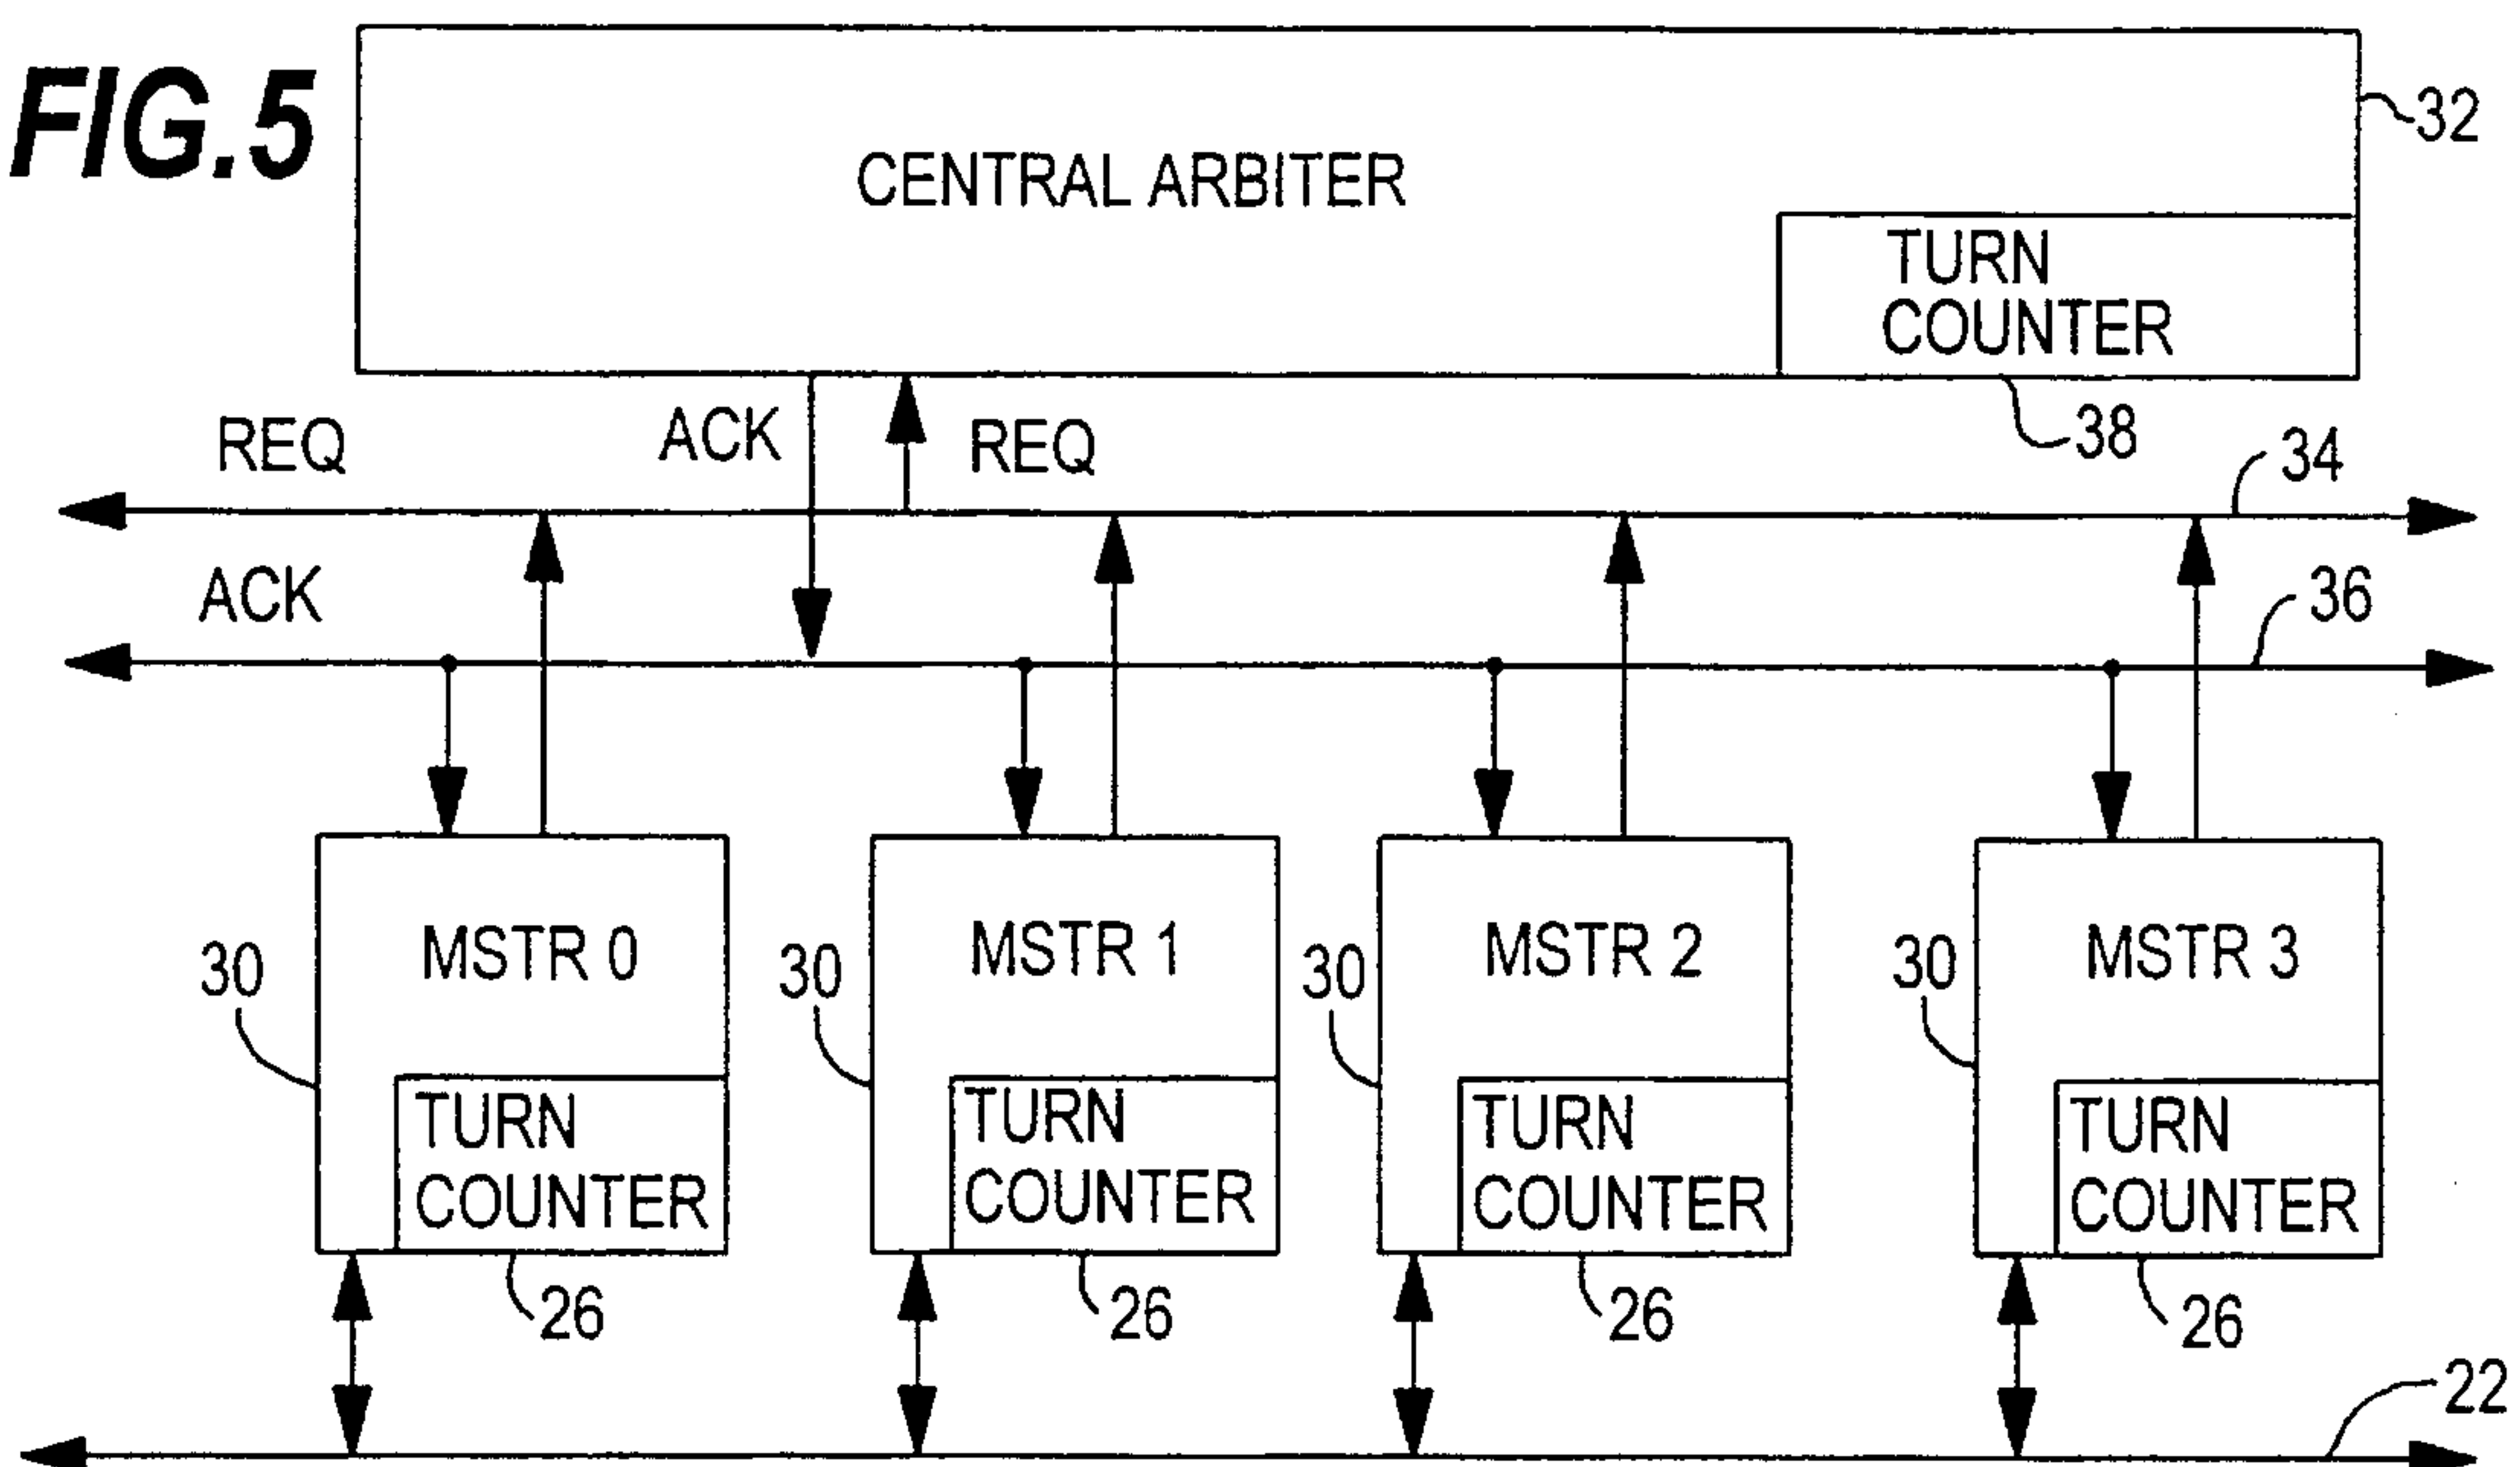 FIG.5
32
CENTRAL ARBITER
TURN
COUNTER
38
REQ
ACK
REQ
34
ACK
36
MSTR 0
MSTR 1
MSTR 2
MSTR 3
30
30
30
30
TURN
COUNTER
TURN
COUNTER
TURN
COUNTER
TURN
COUNTER
26
26
26
26
22